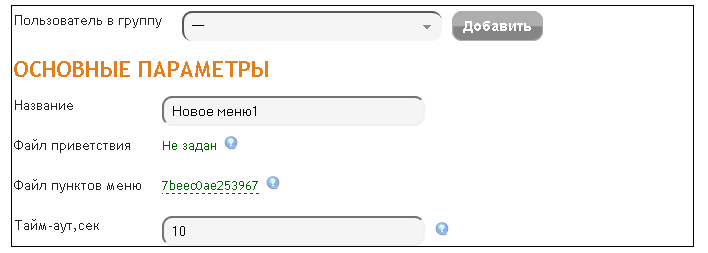 Пользователь в группу — Добавить
ОСНОВНЫЕ ПАРАМЕТРЫ
Название Новое меню1
Файл приветствия Не задан ?
Файл пунктов меню 7beec0ae253967 ?
Тайм-аут,сек 10 ?